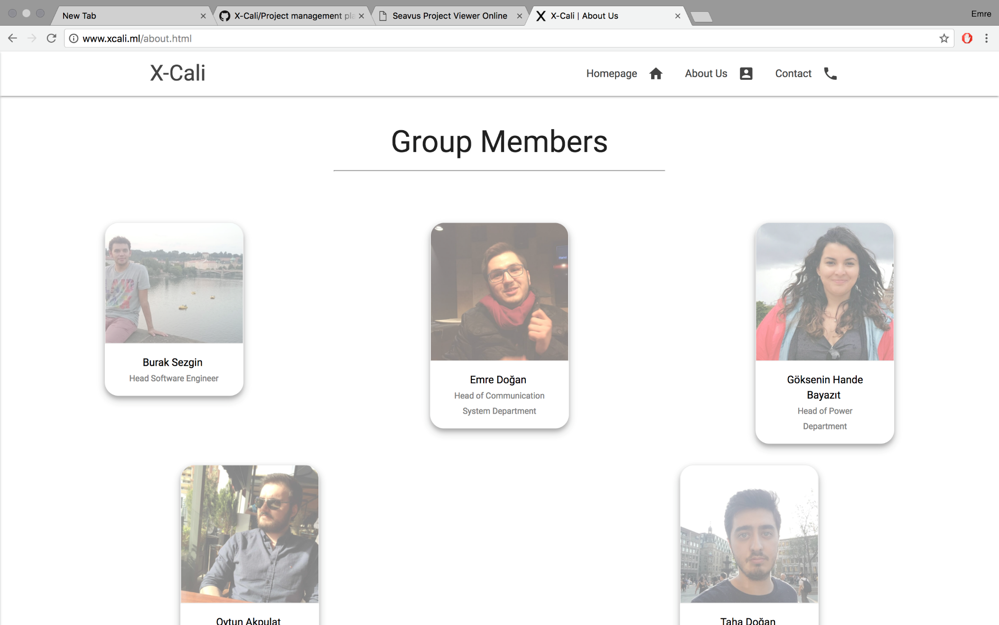 New Tab
X-Cali/Project management pla
Seavus Project Viewer Online
X-Cali | About Us
Emre
www.xcali.ml/about.html
X-Cali
Homepage
About Us
Contact
Group Members
Burak Sezgin
Head Software Engineer
Emre Doğan
Head of Communication
System Department
Göksenin Hande
Bayazıt
Head of Power
Department
Oytun Akpulat
Taha Doğan